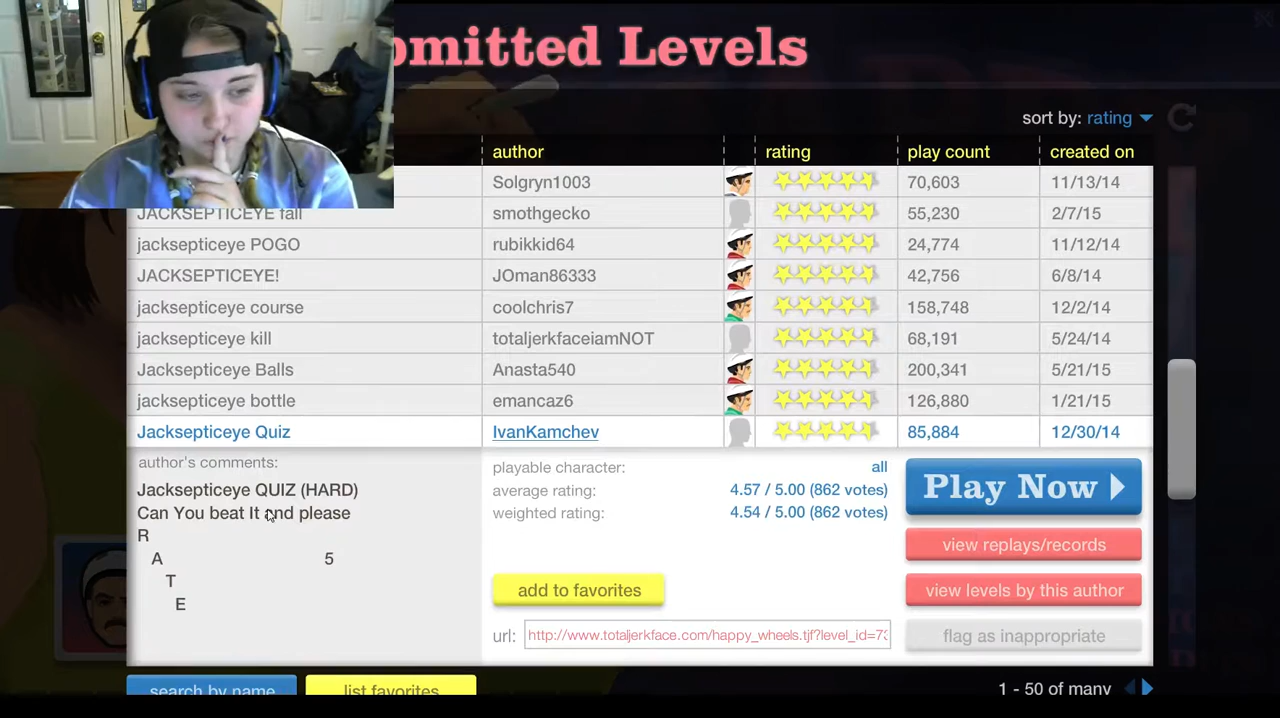 omitted Levels
sort by: rating
author rating play count created on
Solgryn1003 70,603 11/13/14
JACKSEPTICEYE fall smothgecko 55,230 2/7/15
jacksepticeye POGO rubikkid64 24,774 11/12/14
JACKSEPTICEYE! JOman86333 42,756 6/8/14
jacksepticeye course coolchris7 158,748 12/2/14
jacksepticeye kill totaljerkfaceiamNOT 68,191 5/24/14
Jacksepticeye Balls Anasta540 200,341 5/21/15
jacksepticeye bottle emancaz6 126,880 1/21/15
Jacksepticeye Quiz IvanKamchev 85,884 12/30/14
author's comments:
Jacksepticeye QUIZ (HARD)
Can You beat It and please
R
A 5
T
E
playable character: all
average rating: 4.57 / 5.00 (862 votes)
weighted rating: 4.54 / 5.00 (862 votes)
add to favorites
url: http://www.totaljerkface.com/happy_wheels.tjf?level_id=73
Play Now
view replays/records
view levels by this author
flag as inappropriate
search by name list favorites 1 - 50 of many